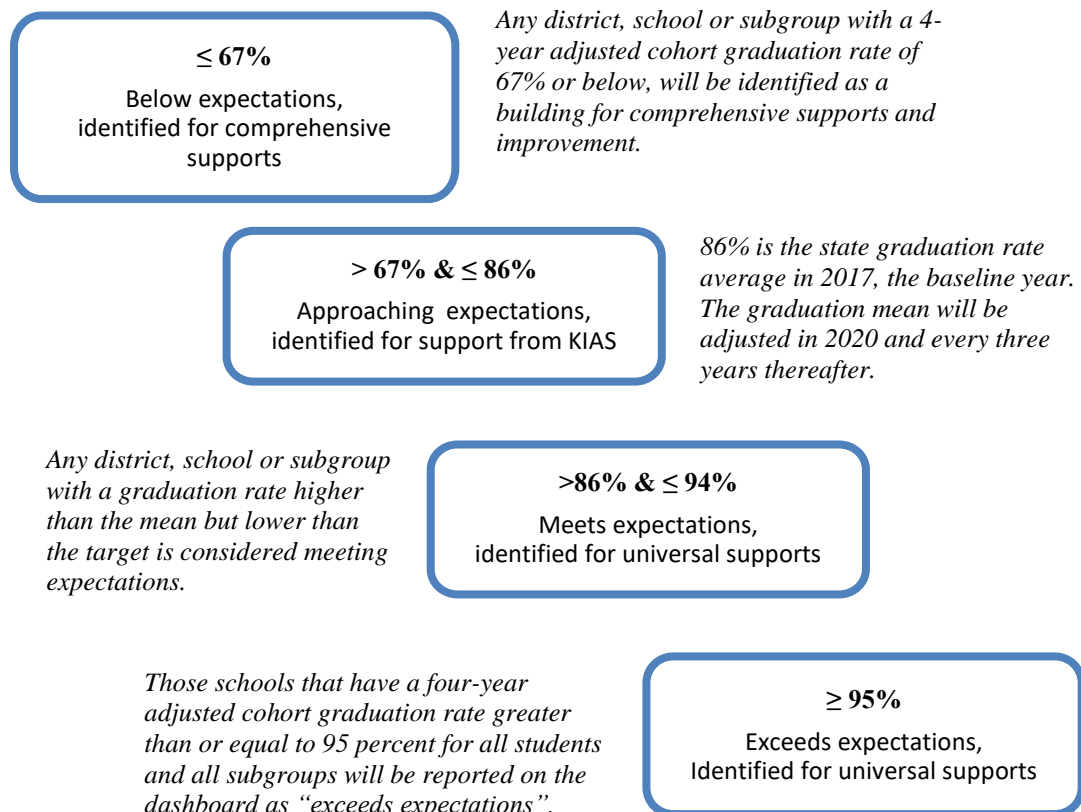 ≤ 67%
Below expectations,
identified for comprehensive
supports
Any district, school or subgroup with a 4-
year adjusted cohort graduation rate of
67% or below, will be identified as a
building for comprehensive supports and
improvement.
> 67% & ≤ 86%
Approaching expectations,
identified for support from KIAS
86% is the state graduation rate
average in 2017, the baseline year.
The graduation mean will be
adjusted in 2020 and every three
years thereafter.
Any district, school or subgroup
with a graduation rate higher
than the mean but lower than
the target is considered meeting
expectations.
>86% & ≤ 94%
Meets expectations,
identified for universal supports
Those schools that have a four-year
adjusted cohort graduation rate greater
than or equal to 95 percent for all students
and all subgroups will be reported on the
dashboard as “exceeds expectations”.
≥ 95%
Exceeds expectations,
Identified for universal supports